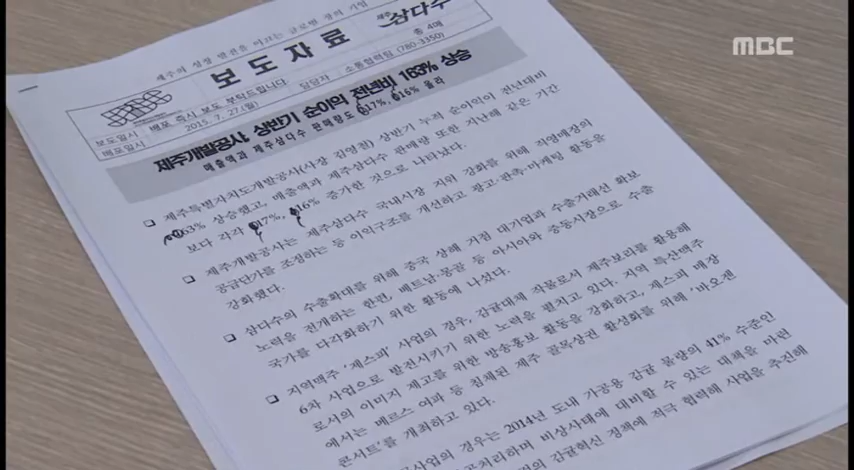 MBC
제주의 성장 발전을 이끄는 글로벌 창의 기업
보도자료
제주 삼다수
총 4매
보도일시 배포 즉시 보도 부탁드립니다.
담당자 소통협력팀 (780-3350)
배포일시 2015. 7. 27.(월)
제주개발공사, 상반기 순이익 전년비 163% 상승
매출액과 제주삼다수 판매량도 17%, 16% 올라
❑ 제주특별자치도개발공사(사장 김영철) 상반기 누적 순이익이 전년대비
63% 상승했고, 매출액과 제주삼다수 판매량 또한 지난해 같은 기간
보다 각각 17%, 16% 증가한 것으로 나타났다.
❑ 제주개발공사는 제주삼다수 국내시장 지위 강화를 위해 직영매장의
공급단가를 조정하는 등 이익구조를 개선하고 광고·판촉·마케팅 활동을
강화했다.
❑ 삼다수의 수출확대를 위해 중국 상해 거점 대기업과 수출거래선 확보
노력을 전개하는 한편, 베트남·몽골 등 아시아와 중동시장으로 수출
국가를 다각화하기 위한 활동에 나섰다.
❑ 지역맥주 '제스피' 사업의 경우, 감귤대체 작물로서 제주보리를 활용해
6차 사업으로 발전시키기 위한 노력을 펼치고 있다. 지역 특산맥주
로서의 이미지 제고를 위한 방송홍보 활동을 강화하고, 제스피 매장
에서는 메르스 여파 등 침체된 제주 골목상권 활성화를 위해 '바오젠
콘서트'를 개최하고 있다.
사업의 경우는 2014년 도내 가공용 감귤 물량의 41% 수준인
처리하며 비상사태에 대비할 수 있는 대책을 마련
의 감귤혁신 정책에 적극 협력해 사업을 추진해